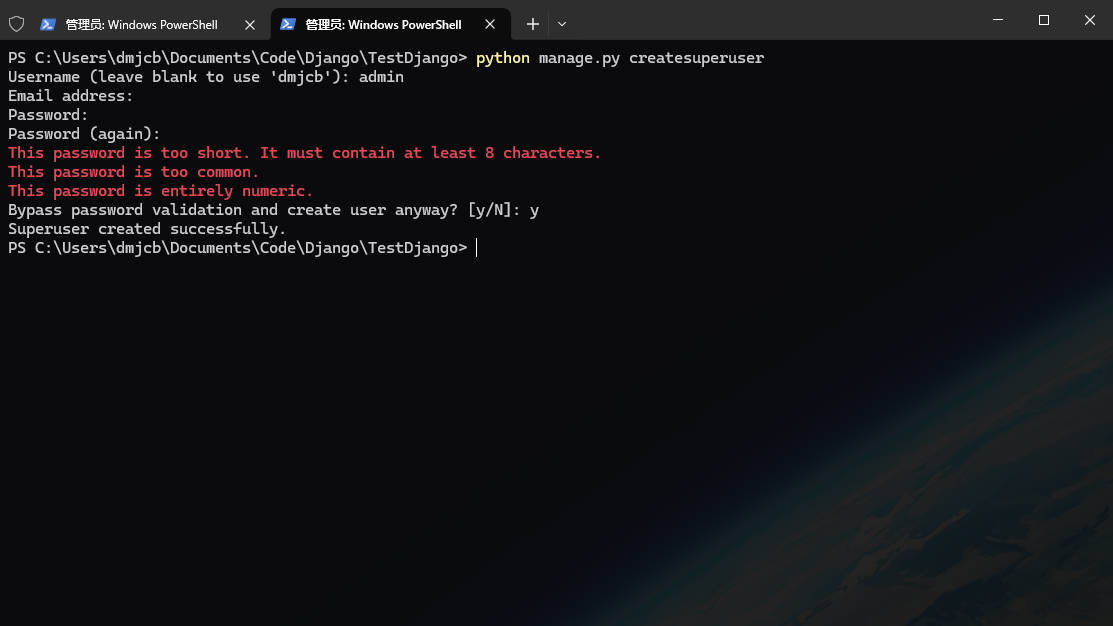 管理员: Windows PowerShell
管理员: Windows PowerShell
PS C:\Users\dmjcb\Documents\Code\Django\TestDjango> python manage.py createsuperuser
Username (leave blank to use 'dmjcb'): admin
Email address:
Password:
Password (again):
This password is too short. It must contain at least 8 characters.
This password is too common.
This password is entirely numeric.
Bypass password validation and create user anyway? [y/N]: y
Superuser created successfully.
PS C:\Users\dmjcb\Documents\Code\Django\TestDjango>